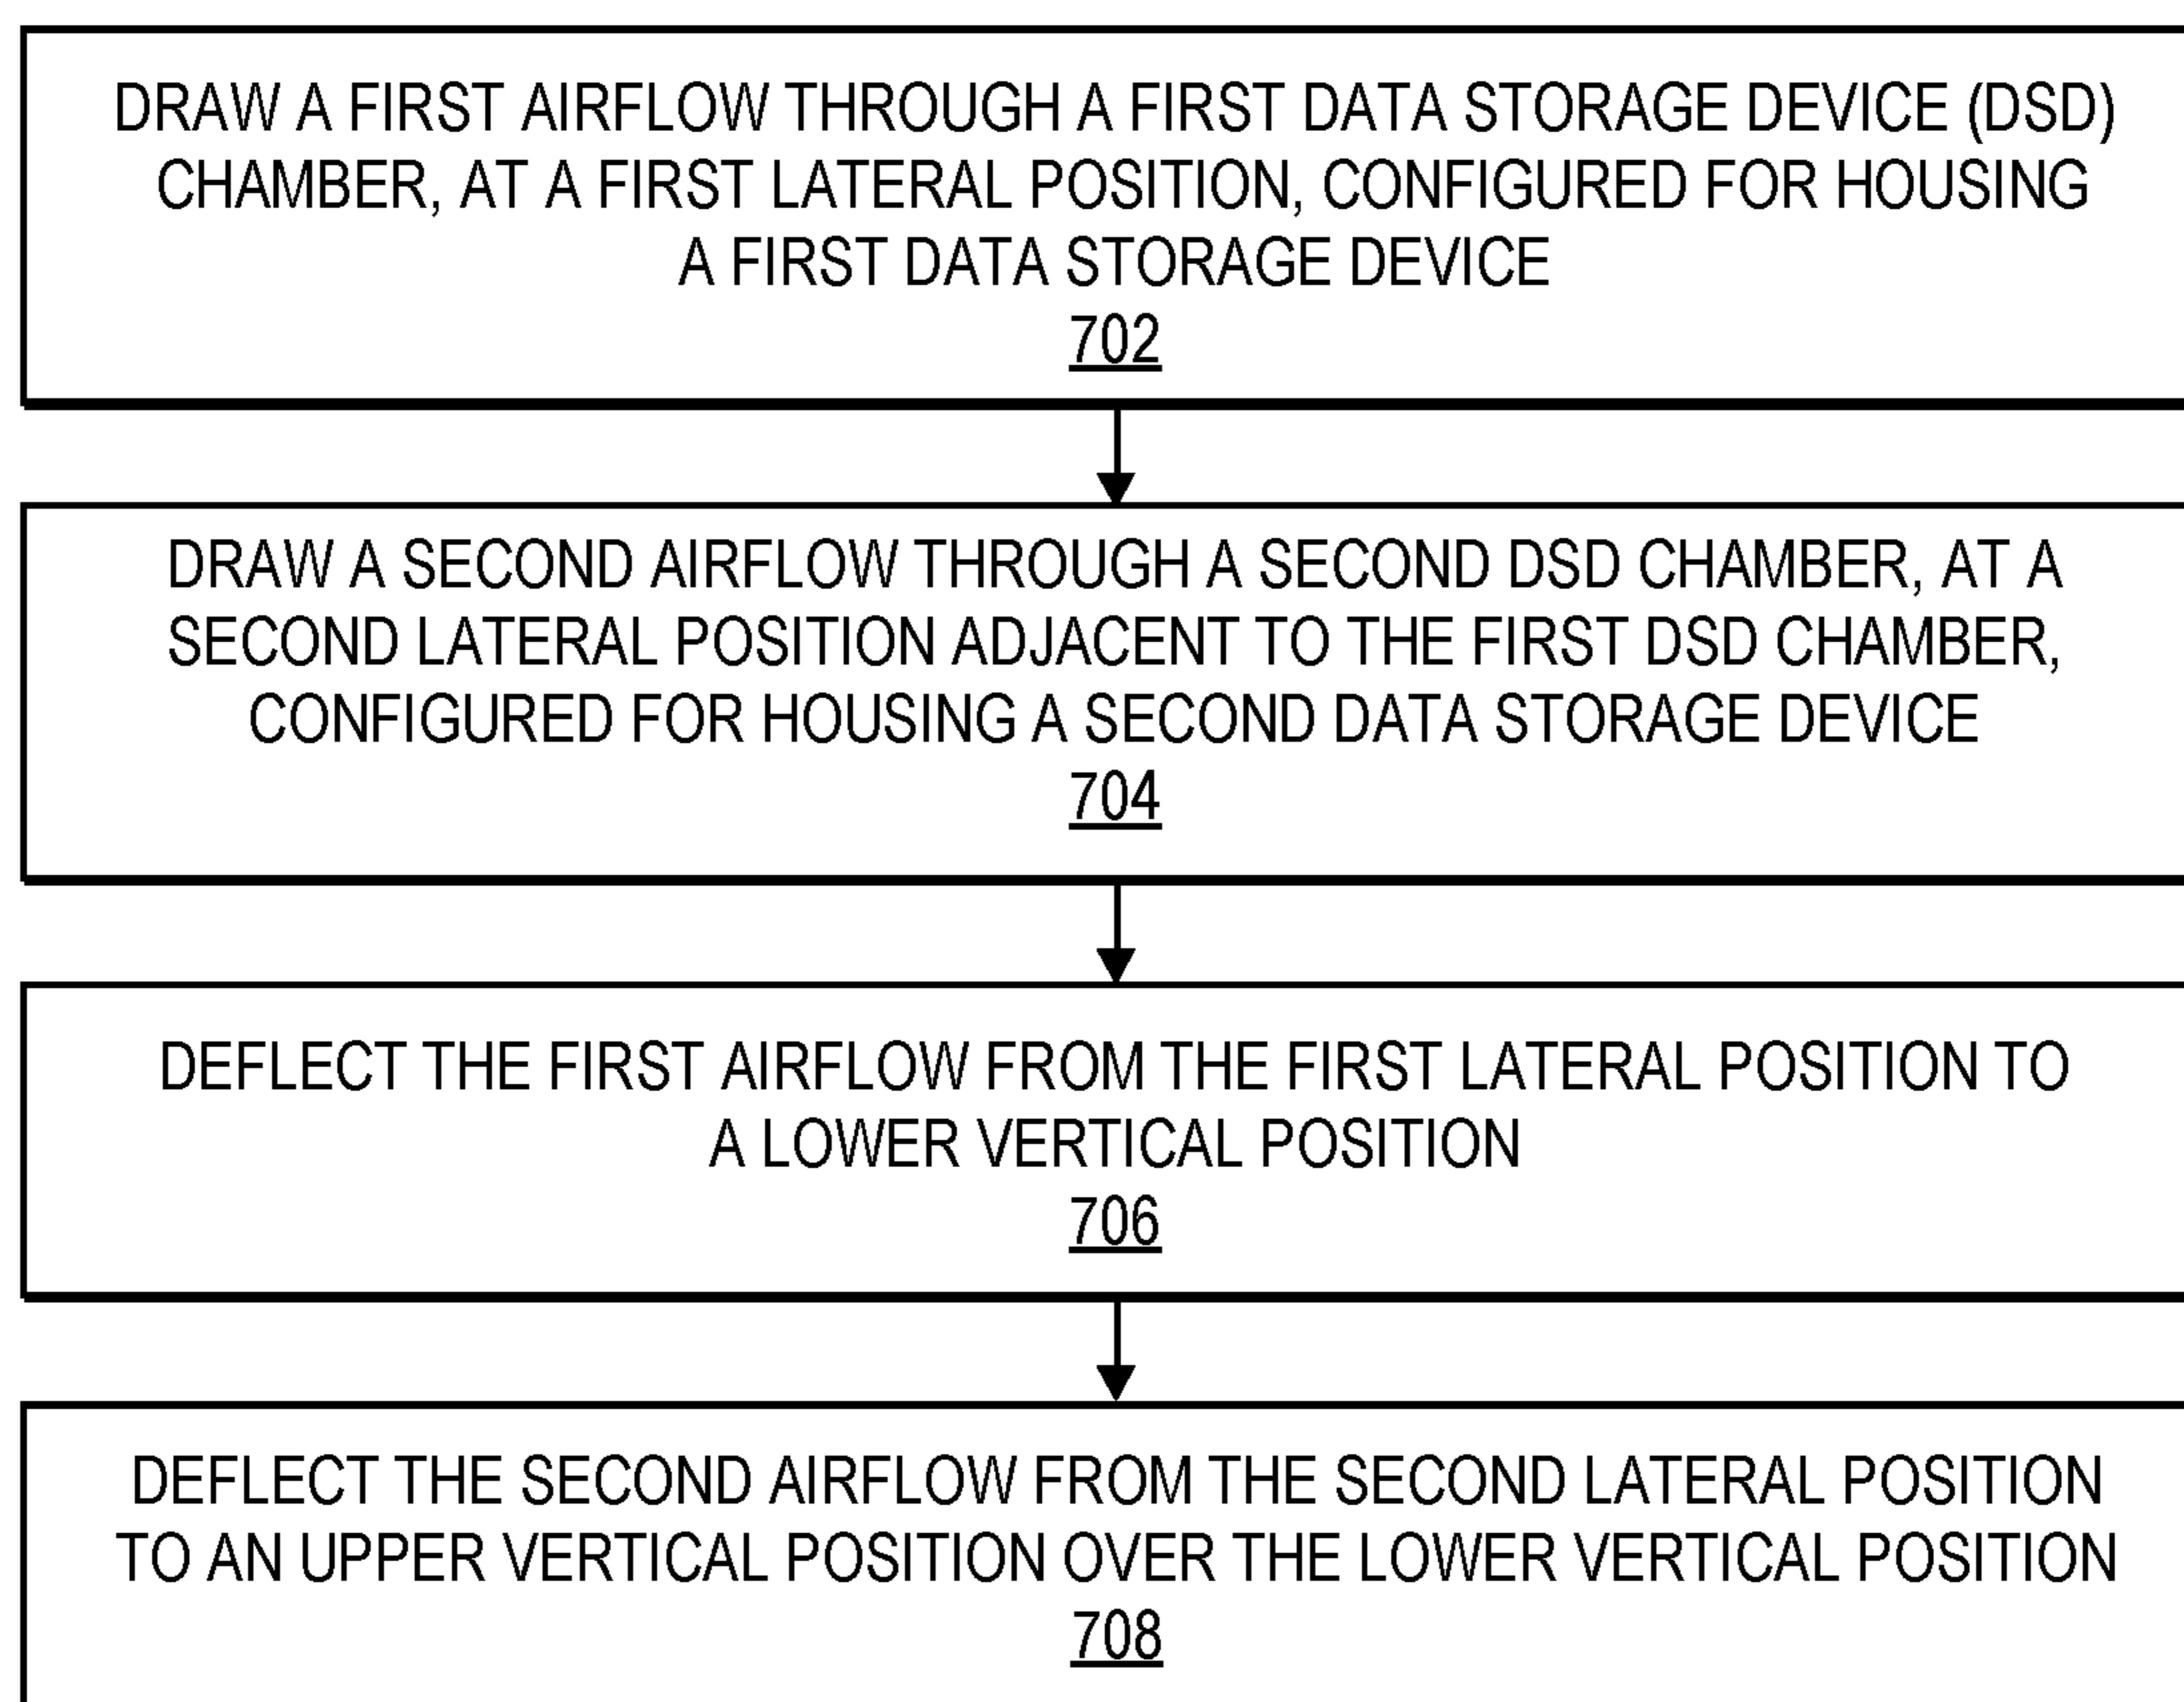 DRAW A FIRST AIRFLOW THROUGH A FIRST DATA STORAGE DEVICE (DSD)
CHAMBER, AT A FIRST LATERAL POSITION, CONFIGURED FOR HOUSING
A FIRST DATA STORAGE DEVICE
702
DRAW A SECOND AIRFLOW THROUGH A SECOND DSD CHAMBER, AT A
SECOND LATERAL POSITION ADJACENT TO THE FIRST DSD CHAMBER,
CONFIGURED FOR HOUSING A SECOND DATA STORAGE DEVICE
704
DEFLECT THE FIRST AIRFLOW FROM THE FIRST LATERAL POSITION TO
A LOWER VERTICAL POSITION
706
DEFLECT THE SECOND AIRFLOW FROM THE SECOND LATERAL POSITION
TO AN UPPER VERTICAL POSITION OVER THE LOWER VERTICAL POSITION
708